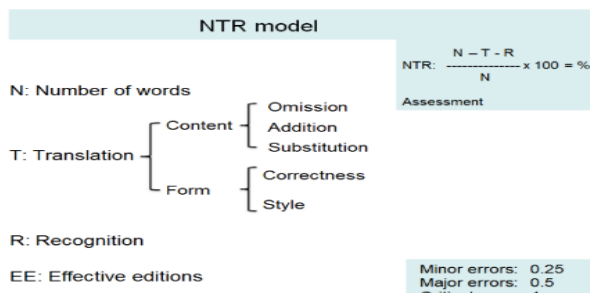 NTR model
N – T - R
NTR: -------------- x 100 = %
N
Assessment
N: Number of words
Omission
Content
Addition
Substitution
T: Translation
Correctness
Form
Style
R: Recognition
EE: Effective editions
Minor errors: 0.25
Major errors: 0.5